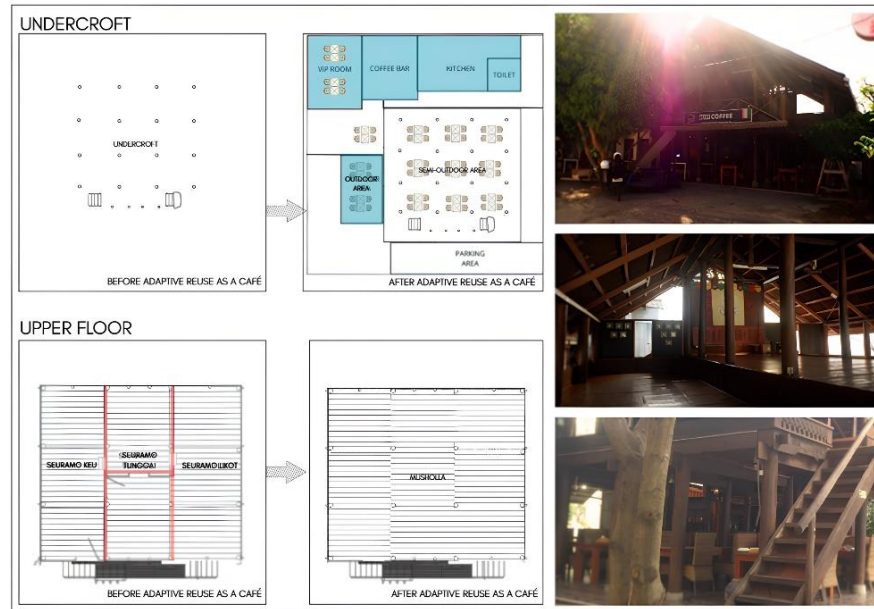 UNDERCROFT
UNDERCROFT
BEFORE ADAPTIVE REUSE AS A CAFÉ
VIP ROOM
COFFEE BAR
KITCHEN
TOILET
OUTDOOR
AREA
SEMI-OUTDOOR AREA
PARKING
AREA
AFTER ADAPTIVE REUSE AS A CAFÉ
COFFEE
UPPER FLOOR
SEURAMO KEU
SEURAMO
TUNGGAI
SEURAMO LIKOT
BEFORE ADAPTIVE REUSE AS A CAFÉ
MUSHOLLA
AFTER ADAPTIVE REUSE AS A CAFÉ